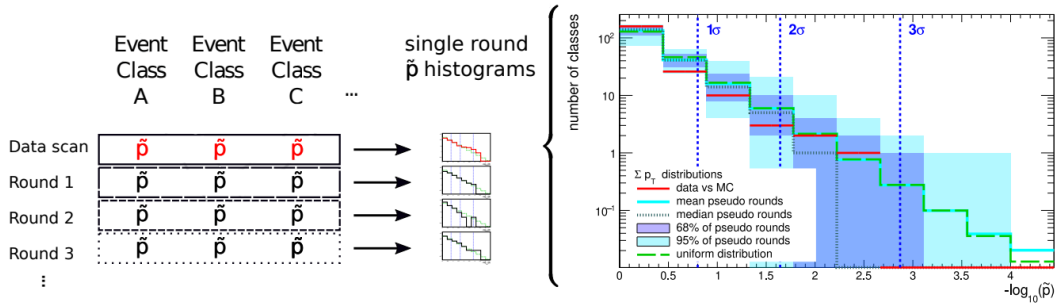 Event Class A
Event Class B
Event Class C
...
single round
p̃ histograms
Data scan p̃ p̃ p̃
Round 1 p̃ p̃ p̃
Round 2 p̃ p̃ p̃
Round 3 p̃ p̃ p̃
...
number of classes
10²
10
1
10⁻¹
1σ
2σ
3σ
Σ p_T distributions
data vs MC
mean pseudo rounds
median pseudo rounds
68% of pseudo rounds
95% of pseudo rounds
uniform distribution
0 0.5 1 1.5 2 2.5 3 3.5 4
-log₁₀(p̃)